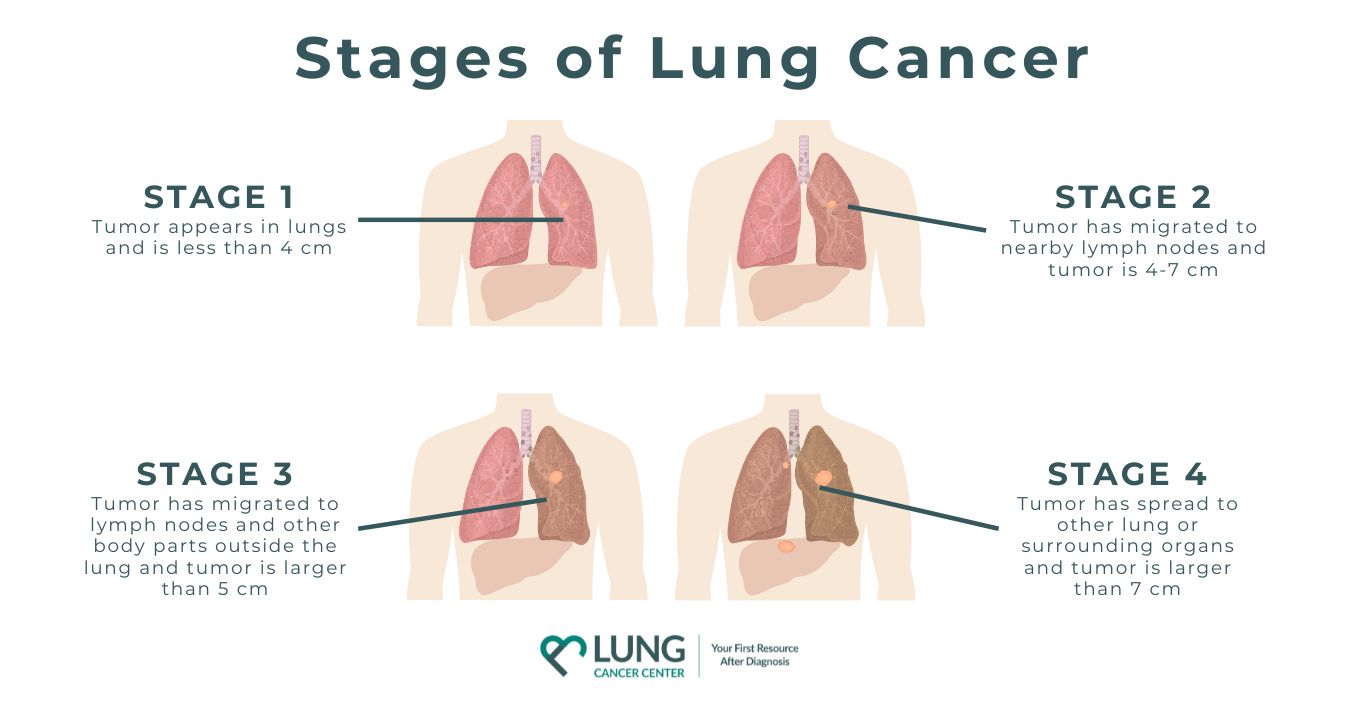 Stages of Lung Cancer
STAGE 1
Tumor appears in lungs
and is less than 4 cm
STAGE 2
Tumor has migrated to
nearby lymph nodes and
tumor is 4-7 cm
STAGE 3
Tumor has migrated to
lymph nodes and other
body parts outside the
lung and tumor is larger
than 5 cm
STAGE 4
Tumor has spread to
other lung or
surrounding organs
and tumor is larger
than 7 cm
LUNG
CANCER CENTER
Your First Resource
After Diagnosis